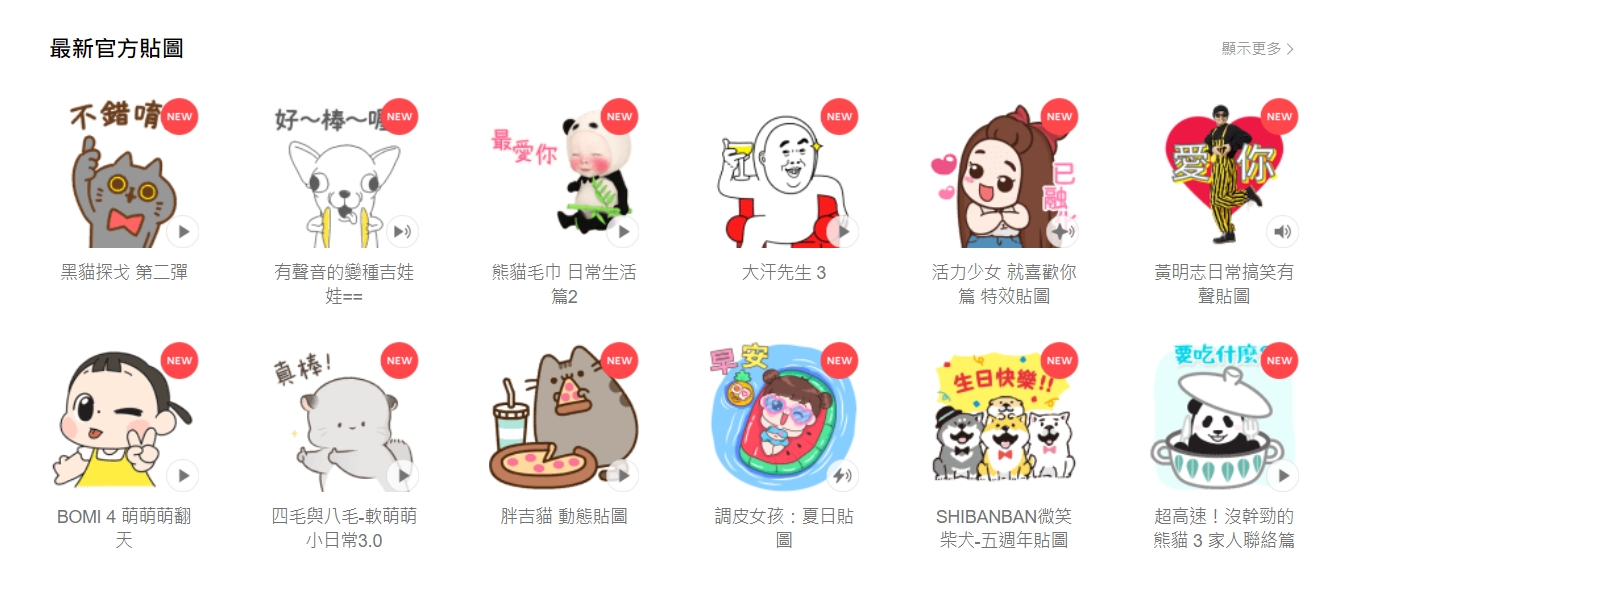 最新官方貼圖
顯示更多
不錯唷
NEW
好～棒～喔
NEW
最愛你
NEW
NEW
已融
NEW
愛你
NEW
黑貓探戈 第二彈
有聲音的變種吉娃
娃==
熊貓毛巾 日常生活
篇2
大汗先生 3
活力少女 就喜歡你
篇 特效貼圖
黃明志日常搞笑有
聲貼圖
NEW
真棒!
NEW
NEW
早安
NEW
生日快樂!!
NEW
要吃什麼
NEW
BOMI 4 萌萌萌翻
天
四毛與八毛-軟萌萌
小日常3.0
胖吉貓 動態貼圖
調皮女孩：夏日貼
圖
SHIBANBAN微笑
柴犬-五週年貼圖
超高速！沒幹勁的
熊貓 3 家人聯絡篇